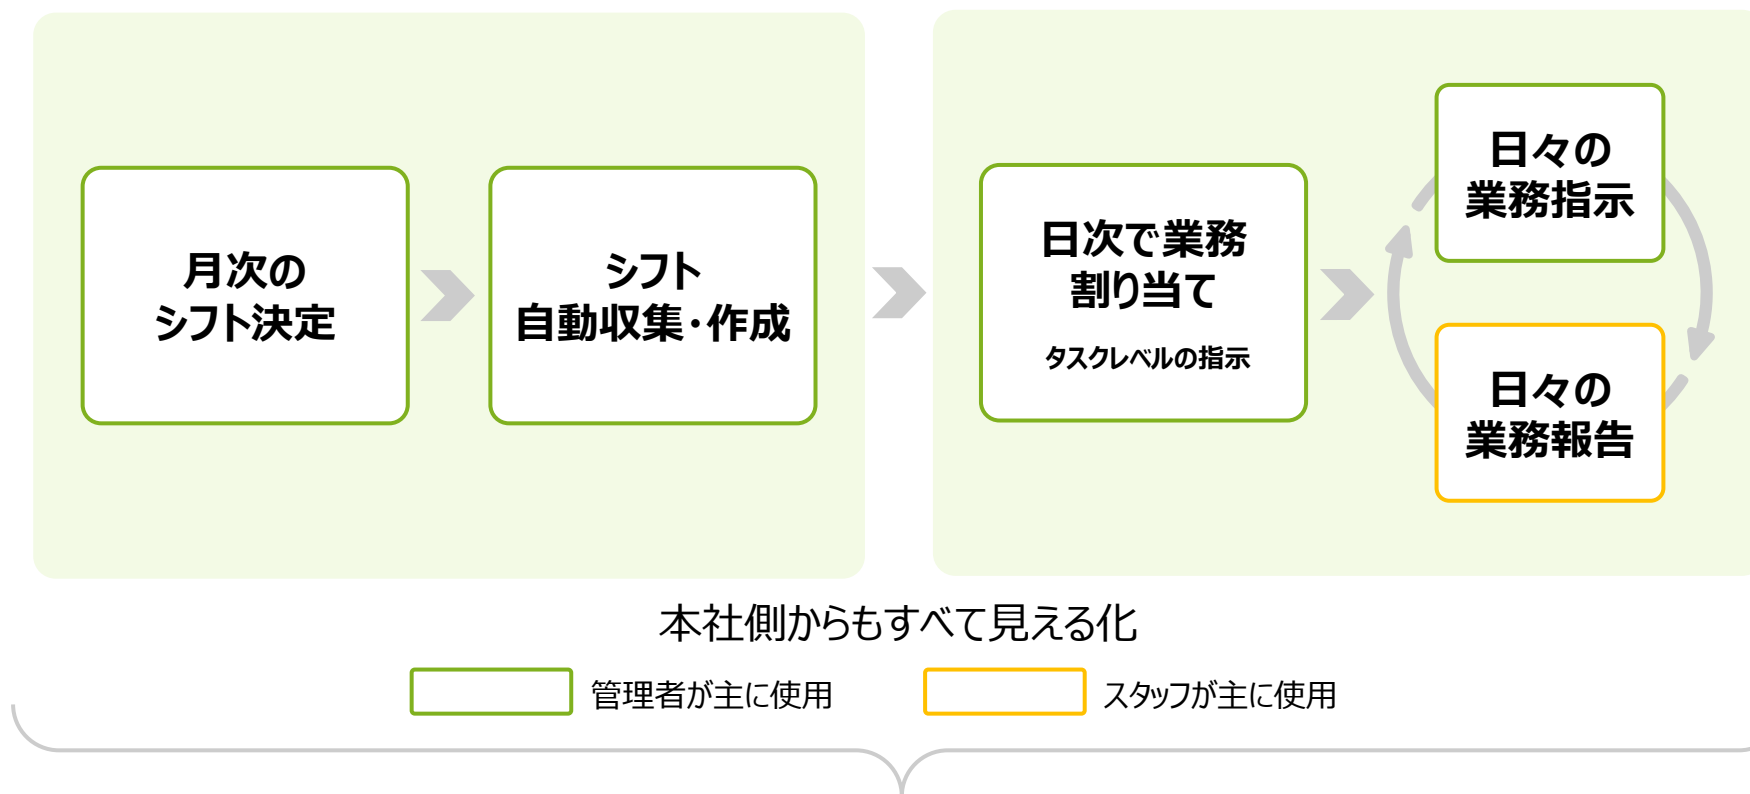 月次の
シフト決定
シフト
自動収集・作成
日次で業務
割り当て
タスクレベルの指示
日々の
業務指示
日々の
業務報告
本社側からもすべて見える化
管理者が主に使用
スタッフが主に使用